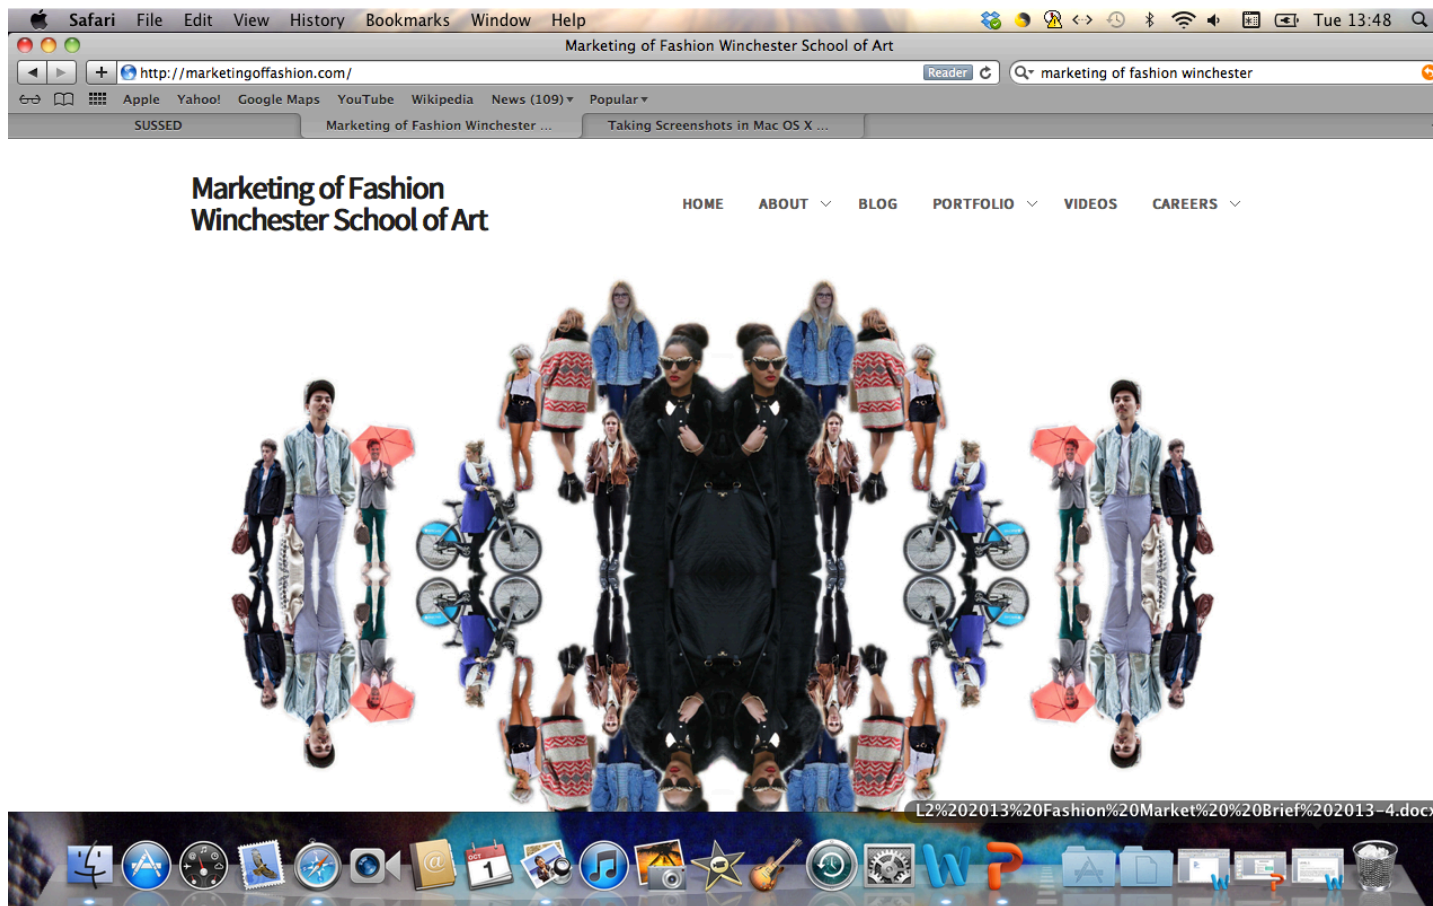 Safari File Edit View History Bookmarks Window Help Tue 13:48
Marketing of Fashion Winchester School of Art
http://marketingoffashion.com/ Reader marketing of fashion winchester
Apple Yahoo! Google Maps YouTube Wikipedia News (109) Popular
SUSSED Marketing of Fashion Winchester ... Taking Screenshots in Mac OS X ...
Marketing of Fashion
Winchester School of Art
HOME ABOUT BLOG PORTFOLIO VIDEOS CAREERS
L2%202013%20Fashion%20Market%20%20Brief%202013-4.docx
OCT
1